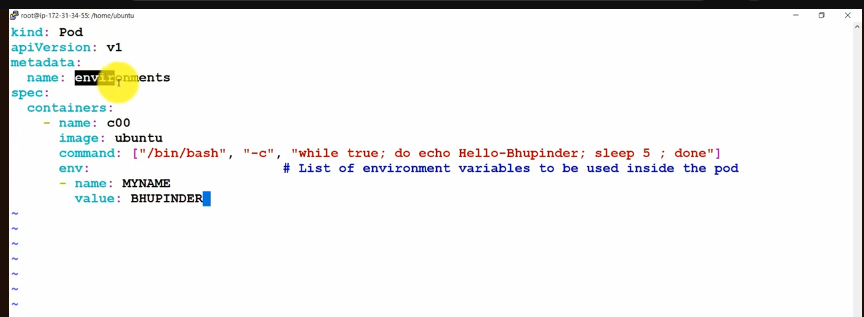 root@ip-172-31-34-55: /home/ubuntu
kind: Pod
apiVersion: v1
metadata:
  name: environments
spec:
  containers:
    - name: c00
      image: ubuntu
      command: ["/bin/bash", "-c", "while true; do echo Hello-Bhupinder; sleep 5 ; done"]
      env:                        # List of environment variables to be used inside the pod
      - name: MYNAME
        value: BHUPINDER
~
~
~
~
~
~
~